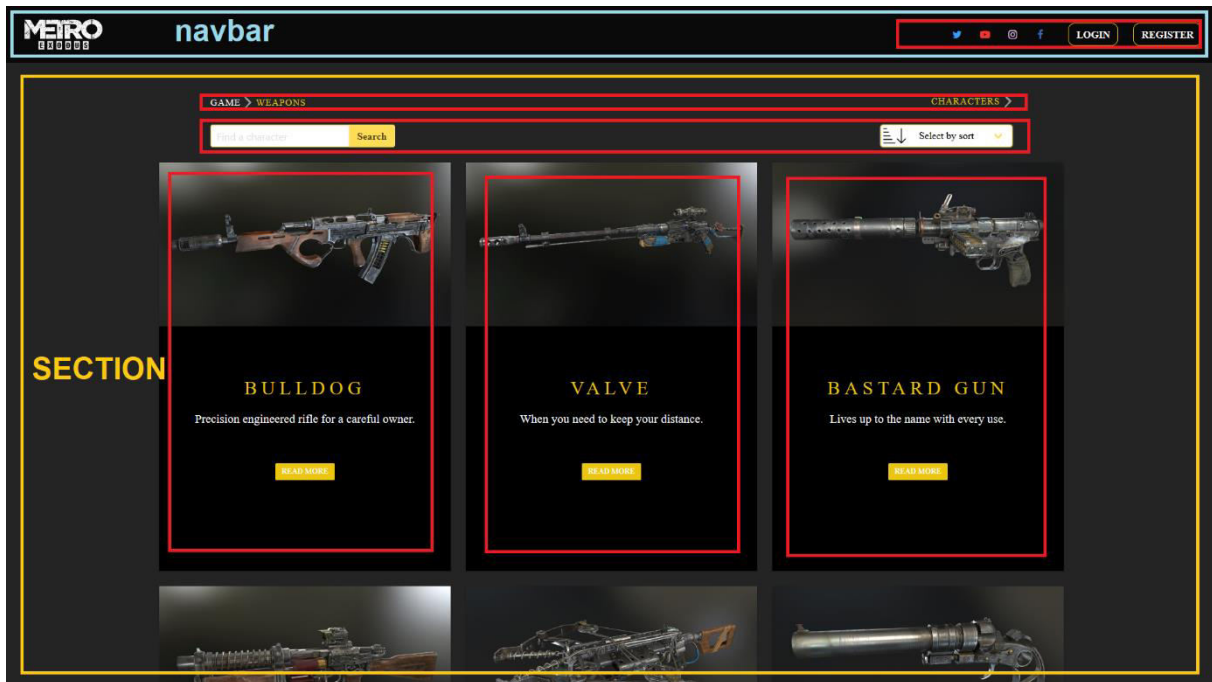 METRO
EXODUS
navbar
LOGIN
REGISTER
GAME > WEAPONS
CHARACTERS >
Find a character
Search
Select by sort
SECTION
BULLDOG
VALVE
BASTARD GUN
Precision engineered rifle for a careful owner.
When you need to keep your distance.
Lives up to the name with every use.
READ MORE
READ MORE
READ MORE